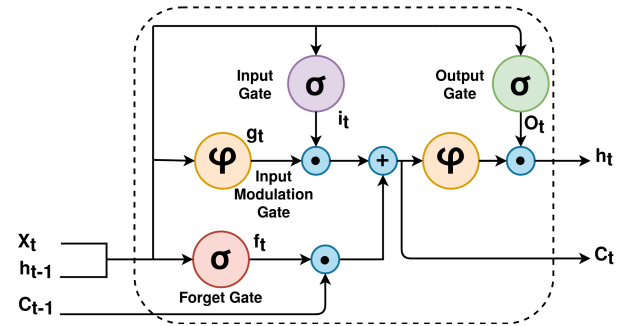 Input
Gate
σ
Output
Gate
σ
it
Ot
φ
gt
•
+
φ
•
ht
Input
Modulation
Gate
Xt
ht-1
σ
ft
•
Ct
Forget Gate
Ct-1